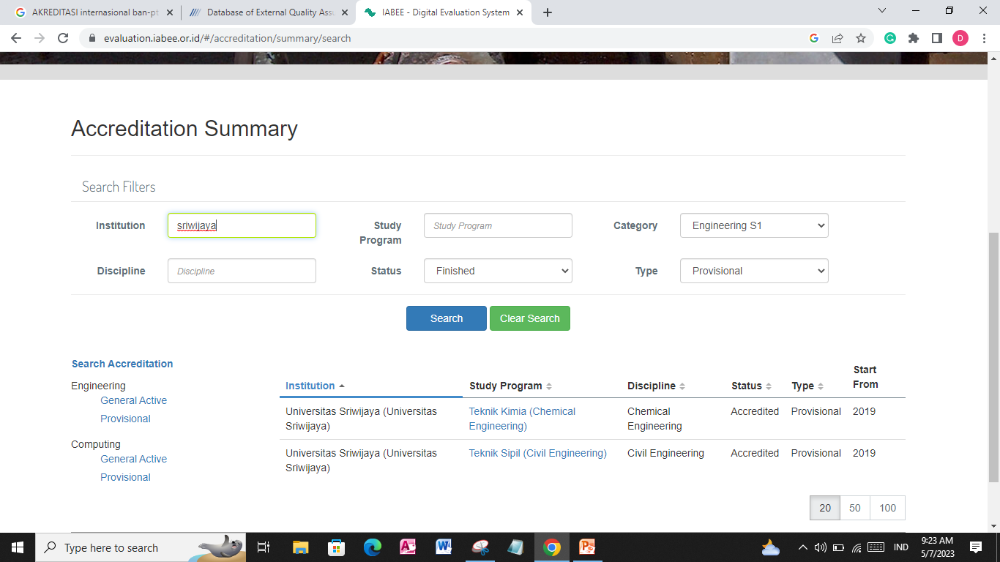 AKREDITASI internasional ban-pt
Database of External Quality Assu
IABEE - Digital Evaluation System
evaluation.iabee.or.id/#/accreditation/summary/search
D
Accreditation Summary
Search Filters
Institution
sriwijaya
Study Program
Study Program
Category
Engineering S1
Discipline
Discipline
Status
Finished
Type
Provisional
Search
Clear Search
Search Accreditation
Engineering
General Active
Provisional
Computing
General Active
Provisional
Institution Study Program Discipline Status Type Start From
Universitas Sriwijaya (Universitas Sriwijaya) Teknik Kimia (Chemical Engineering) Chemical Engineering Accredited Provisional 2019
Universitas Sriwijaya (Universitas Sriwijaya) Teknik Sipil (Civil Engineering) Civil Engineering Accredited Provisional 2019
20 50 100
Type here to search
IND
9:23 AM
5/7/2023